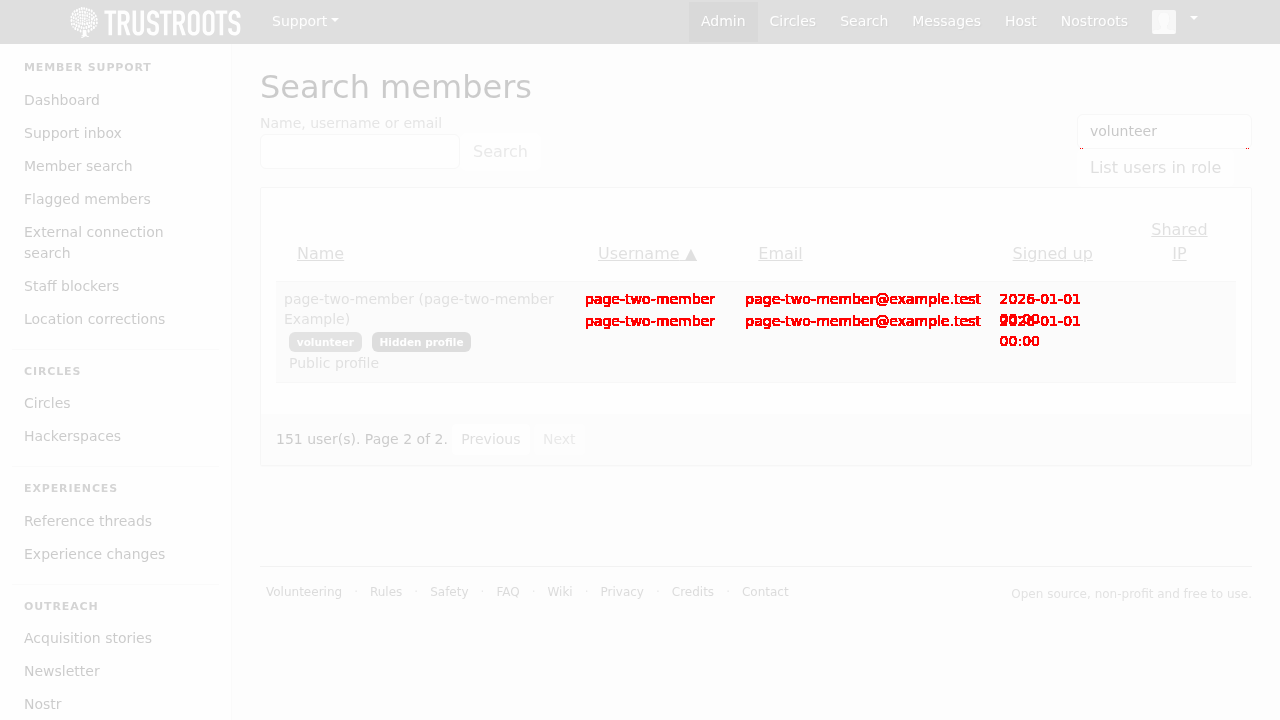 TRUSTROOTS Support Admin Circles Search Messages Host Nostroots
MEMBER SUPPORT
Dashboard
Support inbox
Member search
Flagged members
External connection
search
Staff blockers
Location corrections
CIRCLES
Circles
Hackerspaces
EXPERIENCES
Reference threads
Experience changes
OUTREACH
Acquisition stories
Newsletter
Nostr
Search members
Name, username or email
Search
volunteer
List users in role
Name Username ▲ Email Signed up Shared
IP
page-two-member (page-two-member
Example)
volunteer Hidden profile
Public profile
page-two-member page-two-member@example.test 2026-01-01
00:00
page-two-member page-two-member@example.test 2026-01-01
00:00
151 user(s). Page 2 of 2. Previous Next
Volunteering · Rules · Safety · FAQ · Wiki · Privacy · Credits · Contact
Open source, non-profit and free to use.